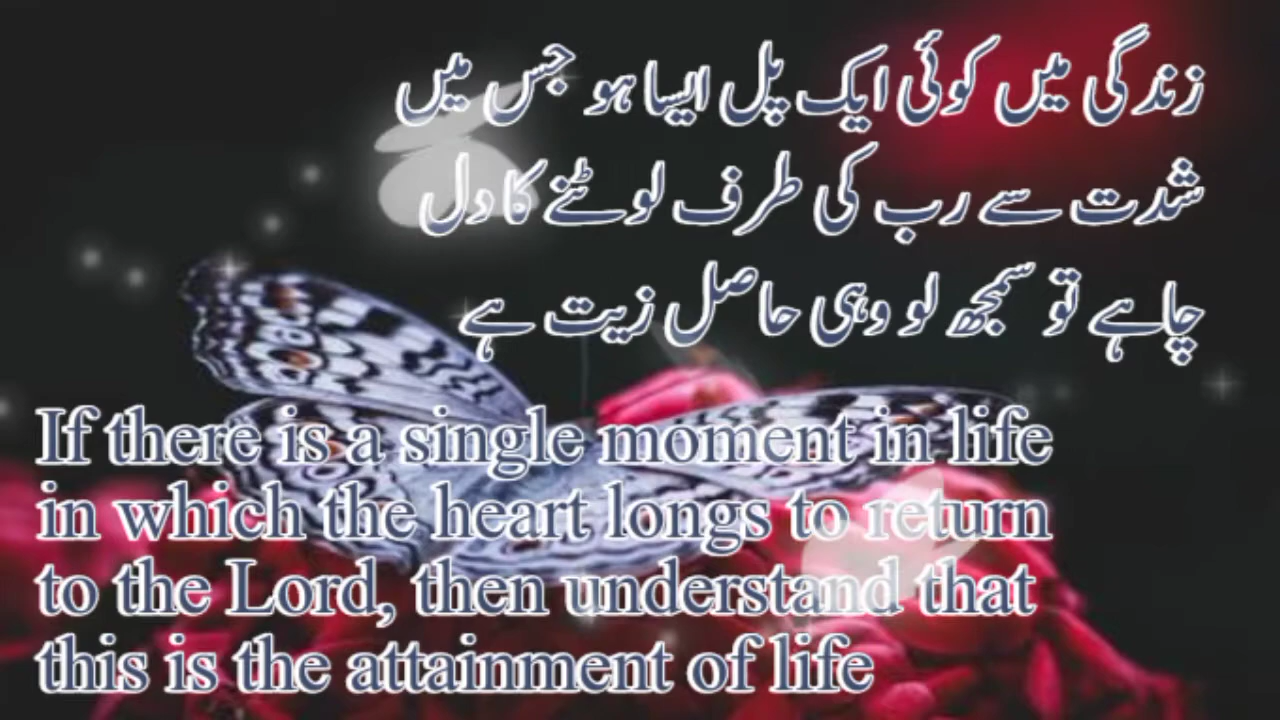 زندگی میں کوئی ایک پل ایسا ہو جس میں
شدت سے رب کی طرف لوٹنے کا دل
چاہے تو سمجھ لو وہی حاصل زیت ہے
If there is a single moment in life
in which the heart longs to return
to the Lord, then understand that
this is the attainment of life